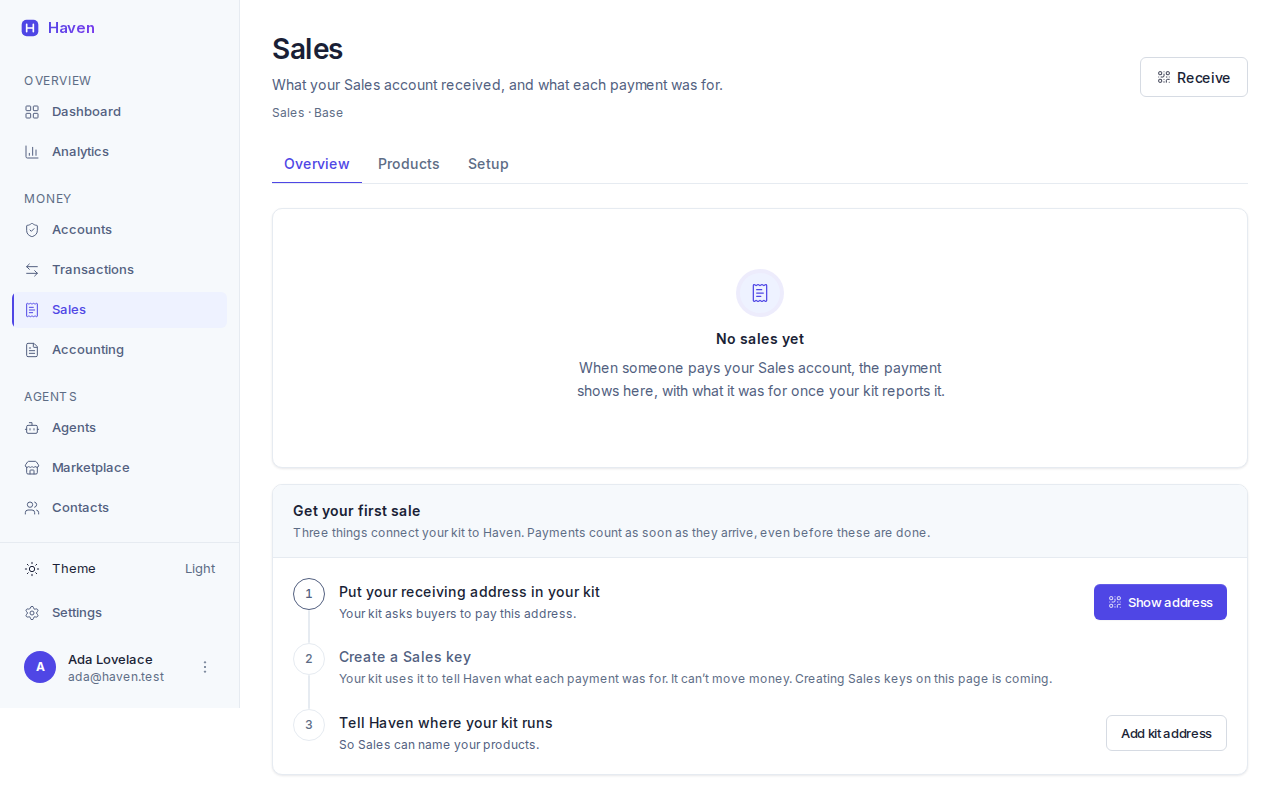 Haven
OVERVIEW
Dashboard
Analytics
MONEY
Accounts
Transactions
Sales
Accounting
AGENTS
Agents
Marketplace
Contacts
Theme Light
Settings
A
Ada Lovelace
ada@haven.test
Sales
What your Sales account received, and what each payment was for.
Sales · Base
Receive
Overview Products Setup
No sales yet
When someone pays your Sales account, the payment
shows here, with what it was for once your kit reports it.
Get your first sale
Three things connect your kit to Haven. Payments count as soon as they arrive, even before these are done.
1
Put your receiving address in your kit
Your kit asks buyers to pay this address.
Show address
2
Create a Sales key
Your kit uses it to tell Haven what each payment was for. It can’t move money. Creating Sales keys on this page is coming.
3
Tell Haven where your kit runs
So Sales can name your products.
Add kit address